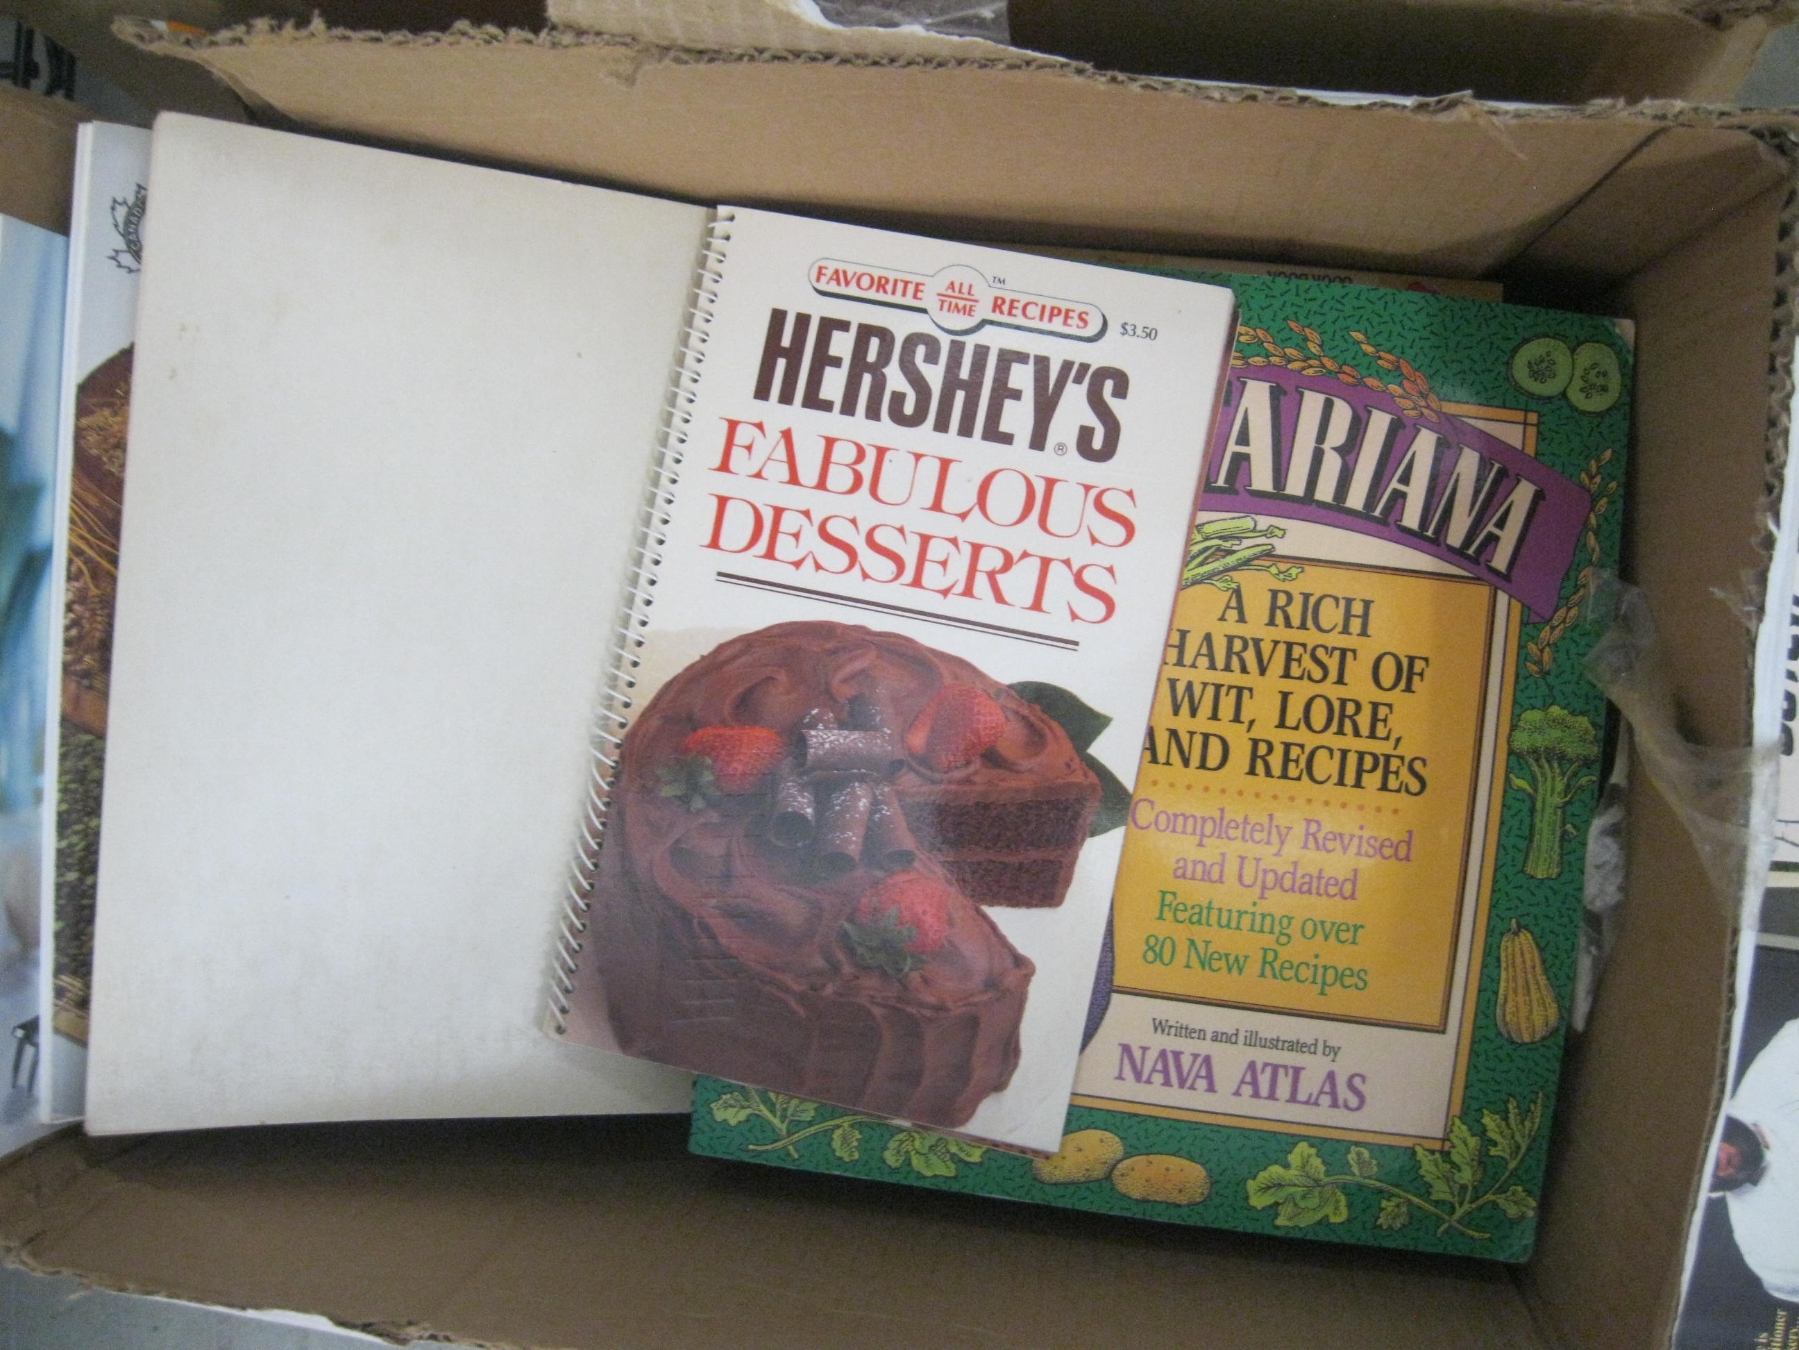 FAVORITE ALL TIME RECIPES ™
$3.50
HERSHEY'S®
FABULOUS
DESSERTS
TARIANA
A RICH
HARVEST OF
WIT, LORE,
AND RECIPES
Completely Revised
and Updated
Featuring over
80 New Recipes
Written and illustrated by
NAVA ATLAS